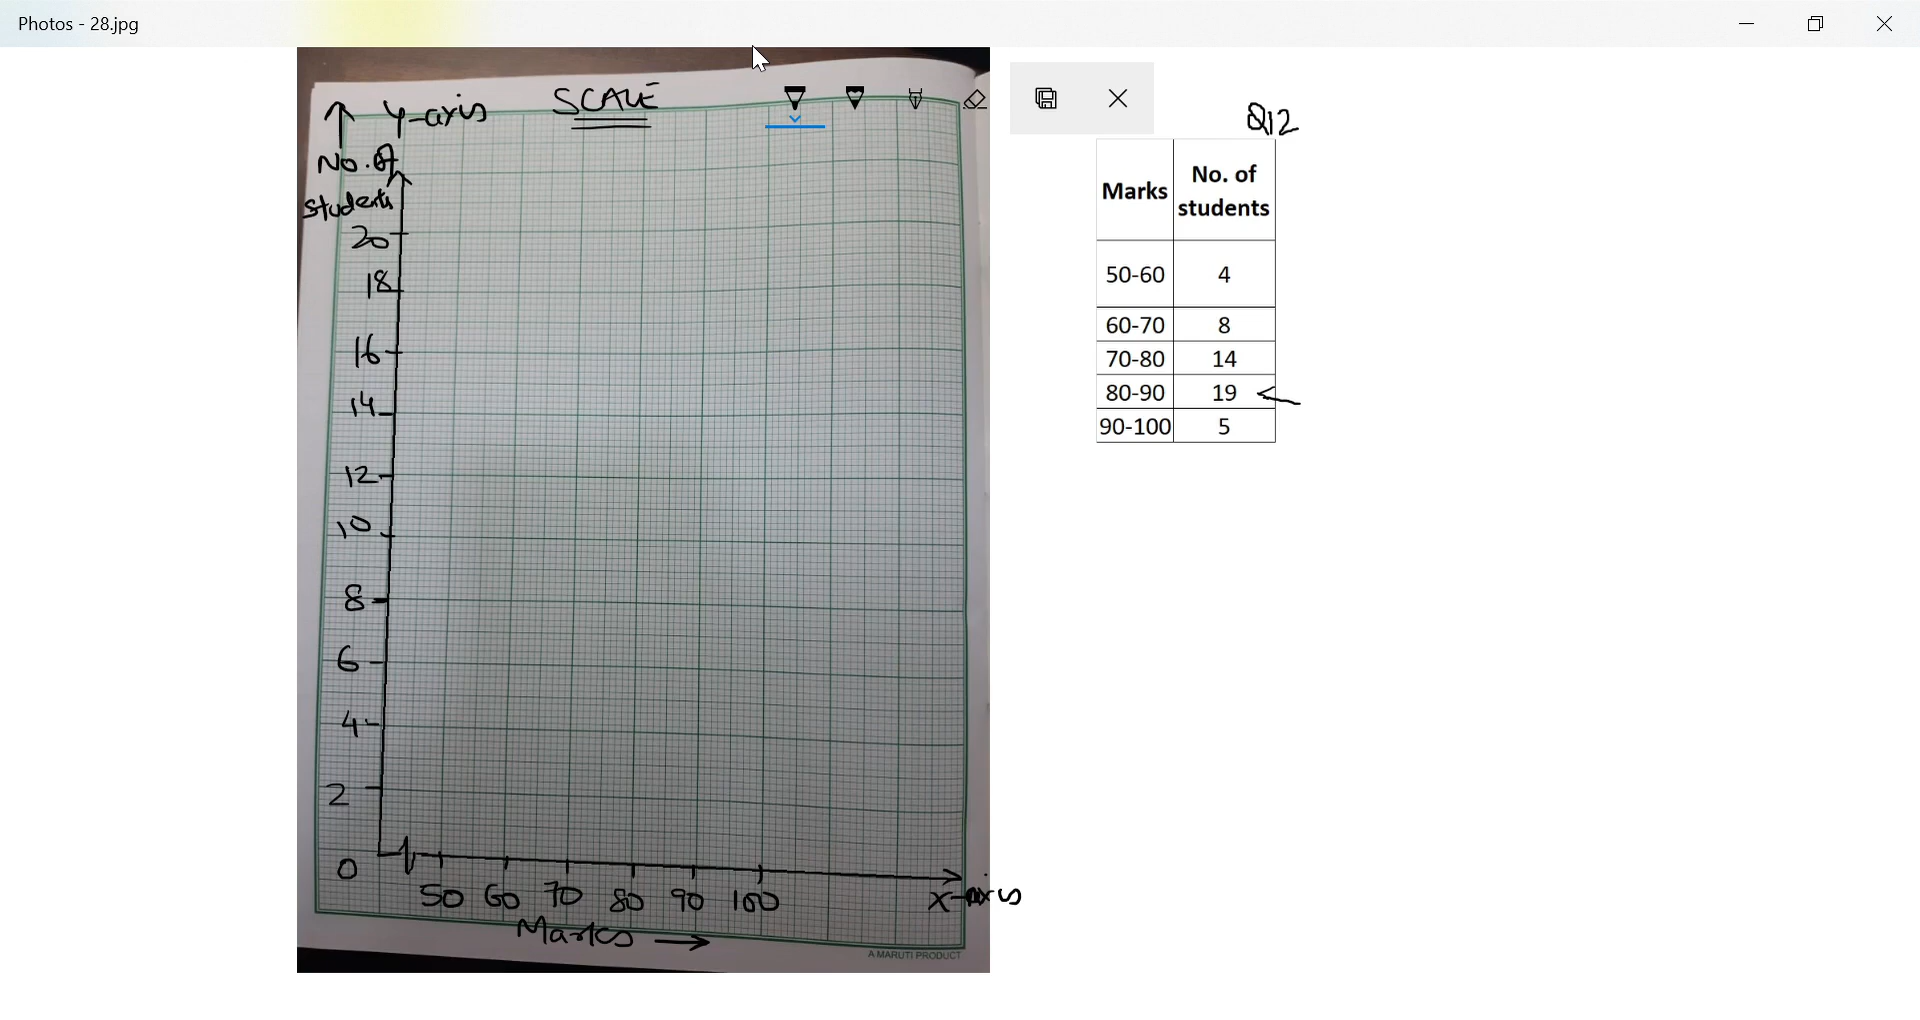 Photos - 28.jpg
Y-axis
SCALE
No. of
students
20
18
16
14
12
10
8
6
4
2
0
50 60 70 80 90 100
X-axis
Marks
A MARUTI PRODUCT
Q12
Marks No. of students
50-60 4
60-70 8
70-80 14
80-90 19
90-100 5